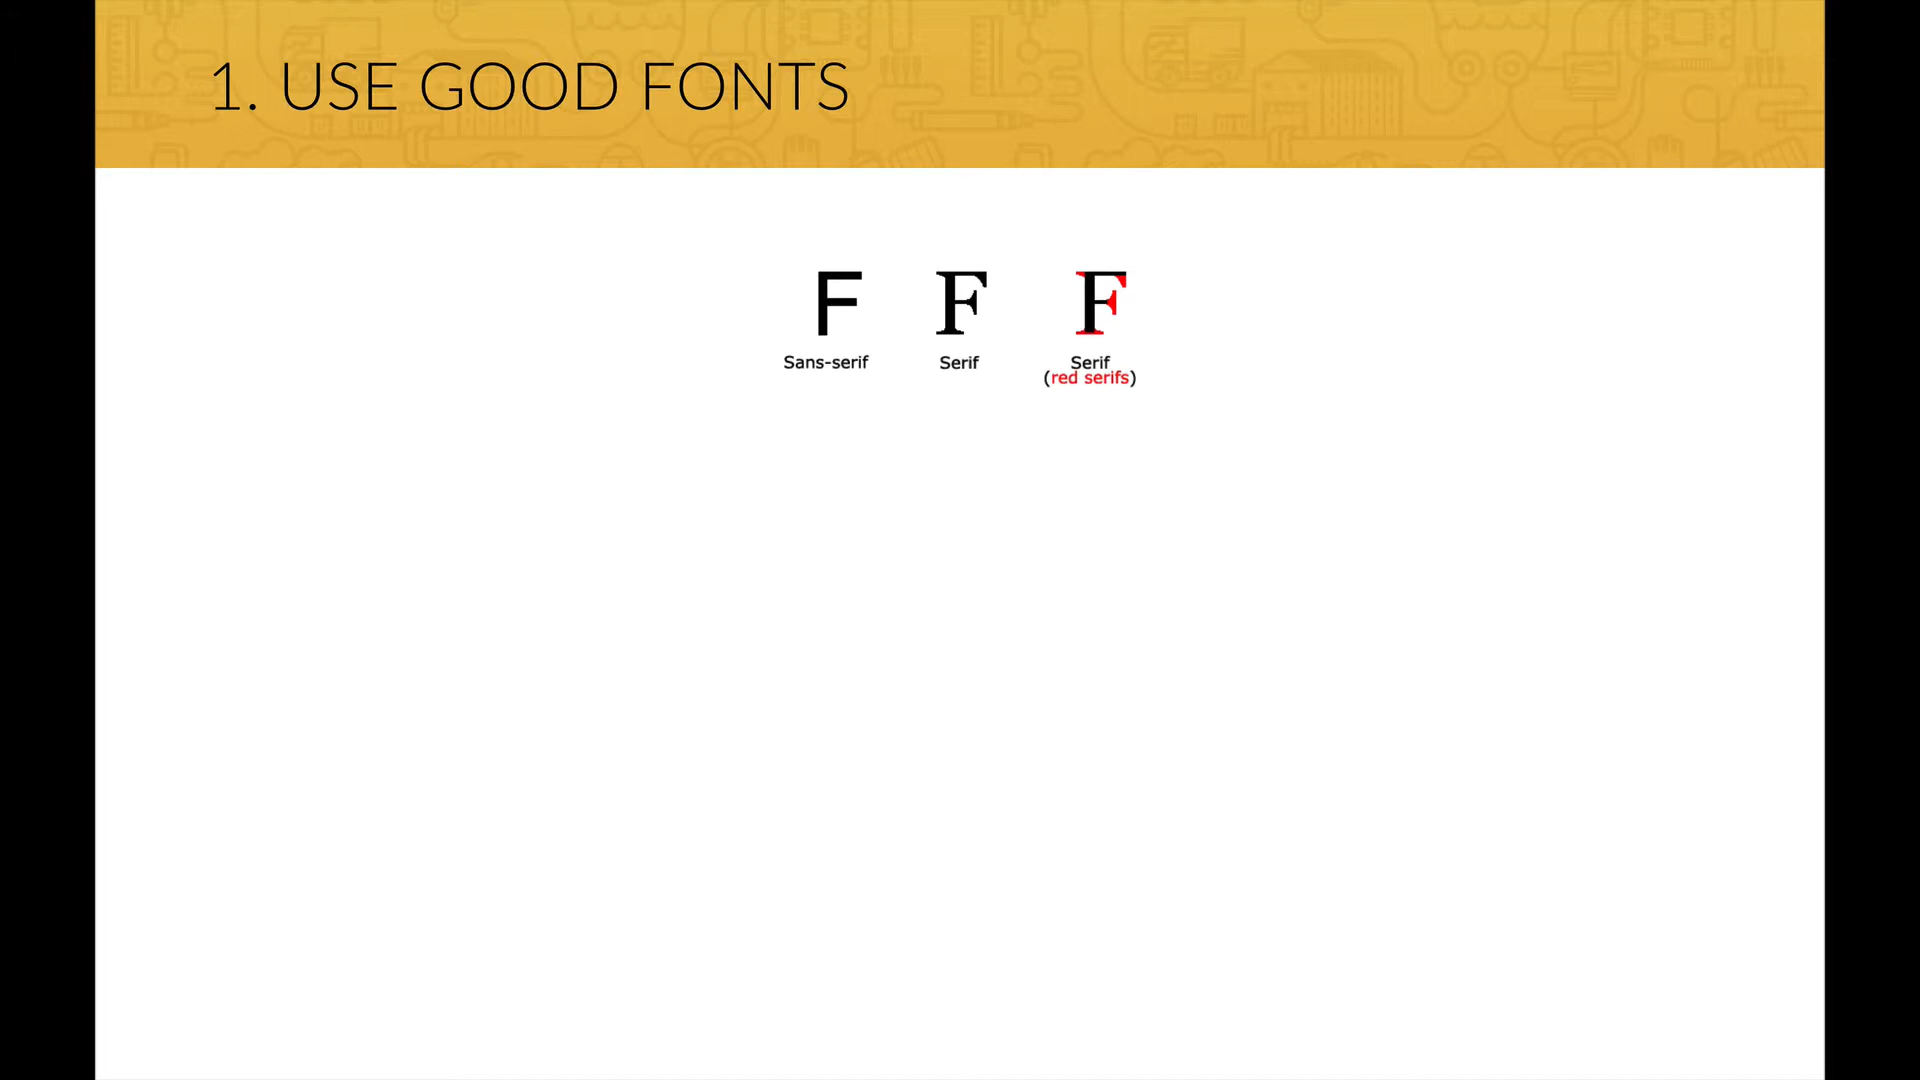 1. USE GOOD FONTS
F F F
Sans-serif Serif Serif
(red serifs)